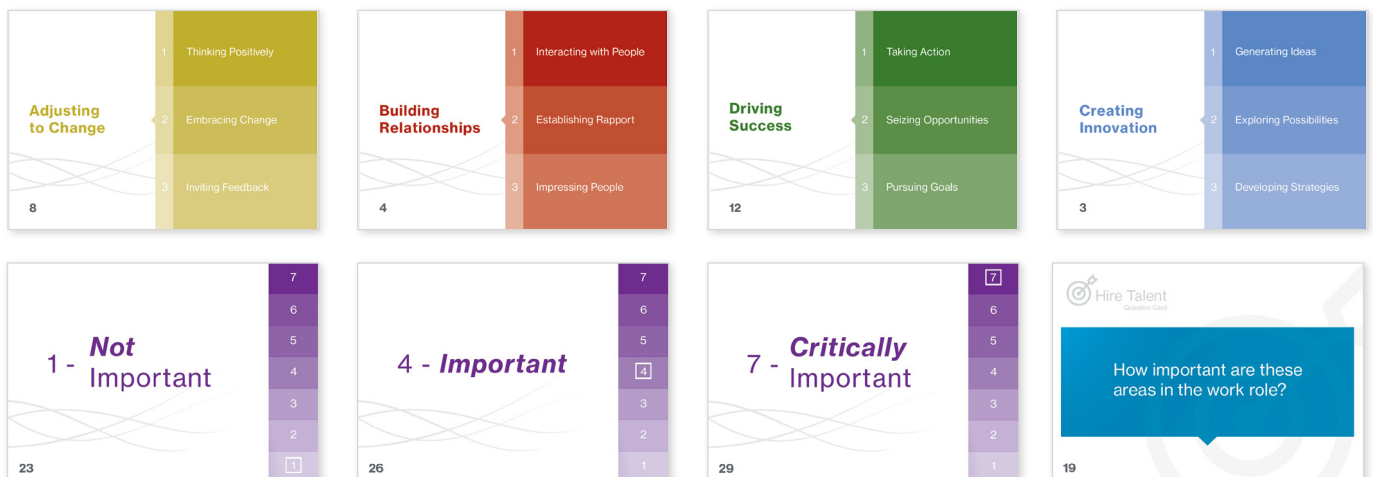 1 Thinking Positively
Adjusting
to Change
2 Embracing Change
3 Inviting Feedback
8
1 Interacting with People
Building
Relationships
2 Establishing Rapport
3 Impressing People
4
1 Taking Action
Driving
Success
2 Seizing Opportunities
3 Pursuing Goals
12
1 Generating Ideas
Creating
Innovation
2 Exploring Possibilities
3 Developing Strategies
3
1 - Not
Important
7
6
5
4
3
2
1
23
4 - Important
7
6
5
4
3
2
1
26
7 - Critically
Important
7
6
5
4
3
2
1
29
Hire Talent
Question Card
How important are these
areas in the work role?
19